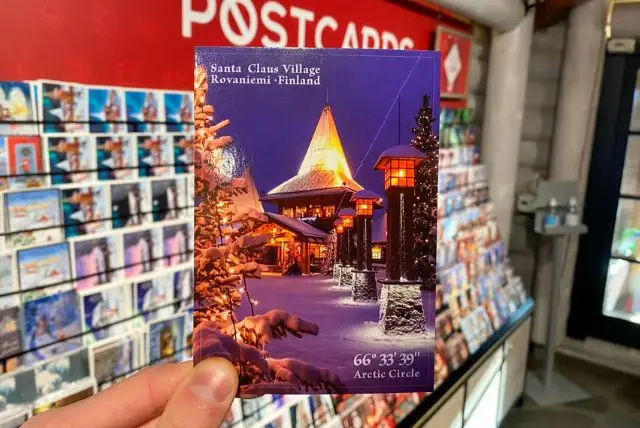 POSTCARDS
Santa Claus Village
Rovaniemi · Finland
66° 33' 39"
Arctic Circle